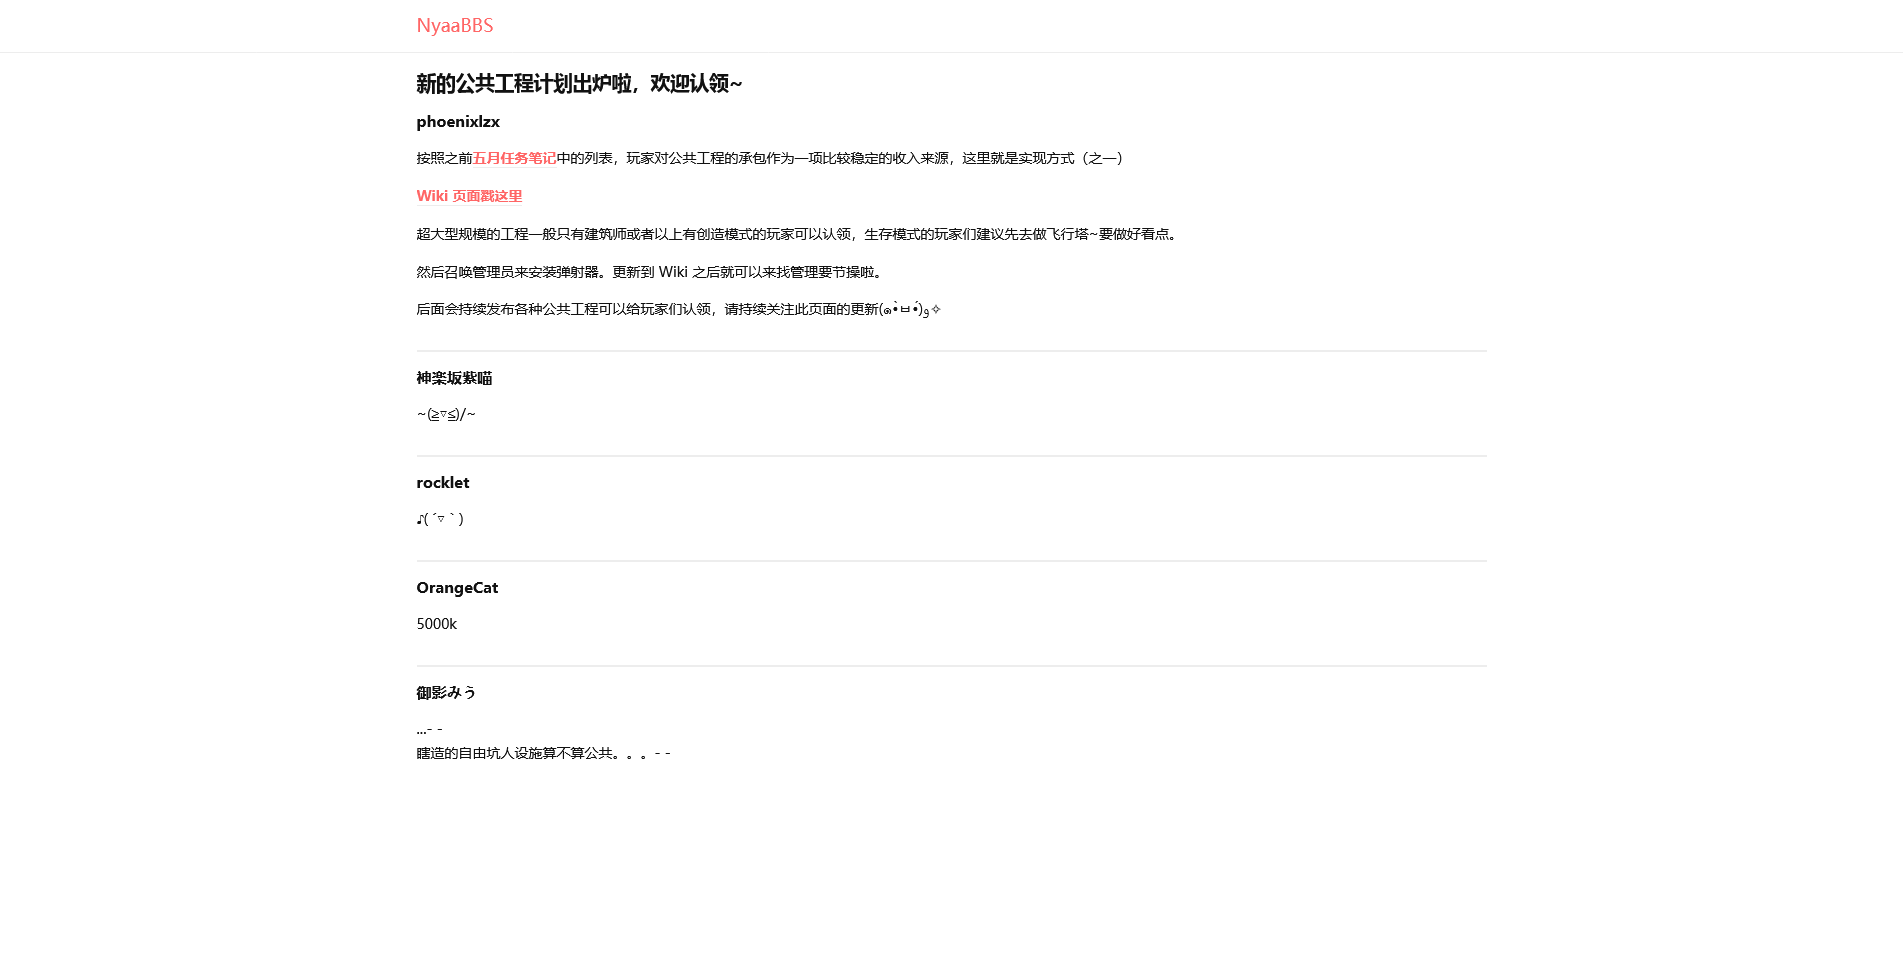 NyaaBBS
新的公共工程计划出炉啦，欢迎认领~
phoenixlzx
按照之前五月任务笔记中的列表，玩家对公共工程的承包作为一项比较稳定的收入来源，这里就是实现方式（之一）
Wiki 页面戳这里
超大型规模的工程一般只有建筑师或者以上有创造模式的玩家可以认领，生存模式的玩家们建议先去做飞行塔~要做好看点。
然后召唤管理员来安装弹射器。更新到 Wiki 之后就可以来找管理要节操啦。
后面会持续发布各种公共工程可以给玩家们认领，请持续关注此页面的更新(๑•̀ㅂ•́)و✧
神楽坂紫喵
~(≥▽≤)/~
rocklet
♪(´▽｀)
OrangeCat
5000k
御影みう
...- -
瞎造的自由坑人设施算不算公共。。。- -